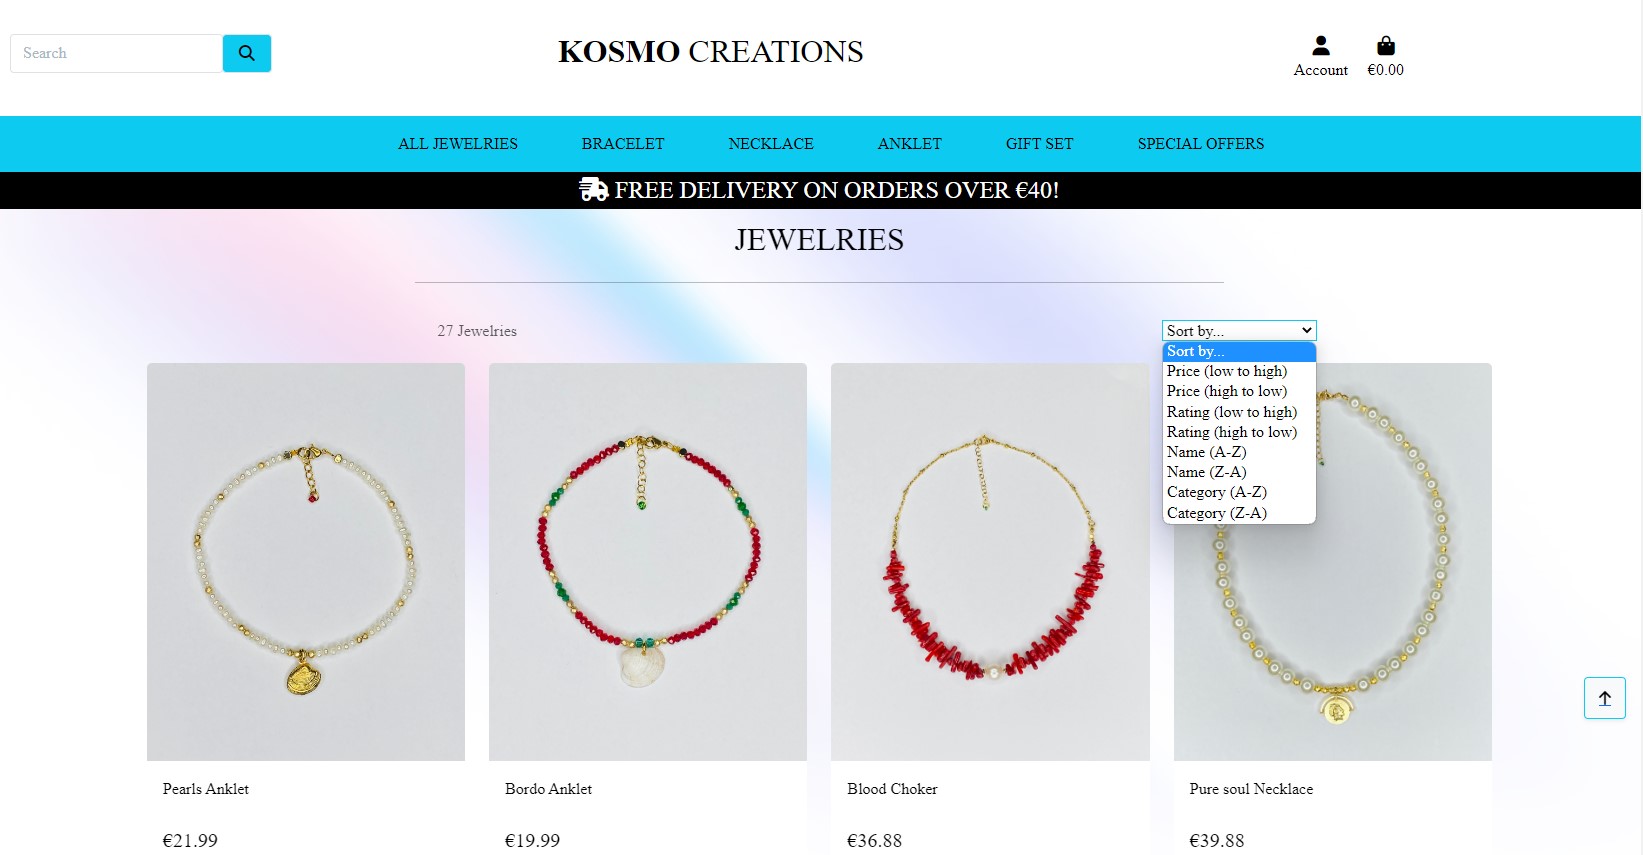 Search
KOSMO CREATIONS
Account
€0.00
ALL JEWELRIES
BRACELET
NECKLACE
ANKLET
GIFT SET
SPECIAL OFFERS
FREE DELIVERY ON ORDERS OVER €40!
JEWELRIES
27 Jewelries
Sort by...
Sort by...
Price (low to high)
Price (high to low)
Rating (low to high)
Rating (high to low)
Name (A-Z)
Name (Z-A)
Category (A-Z)
Category (Z-A)
Pearls Anklet
€21.99
Bordo Anklet
€19.99
Blood Choker
€36.88
Pure soul Necklace
€39.88